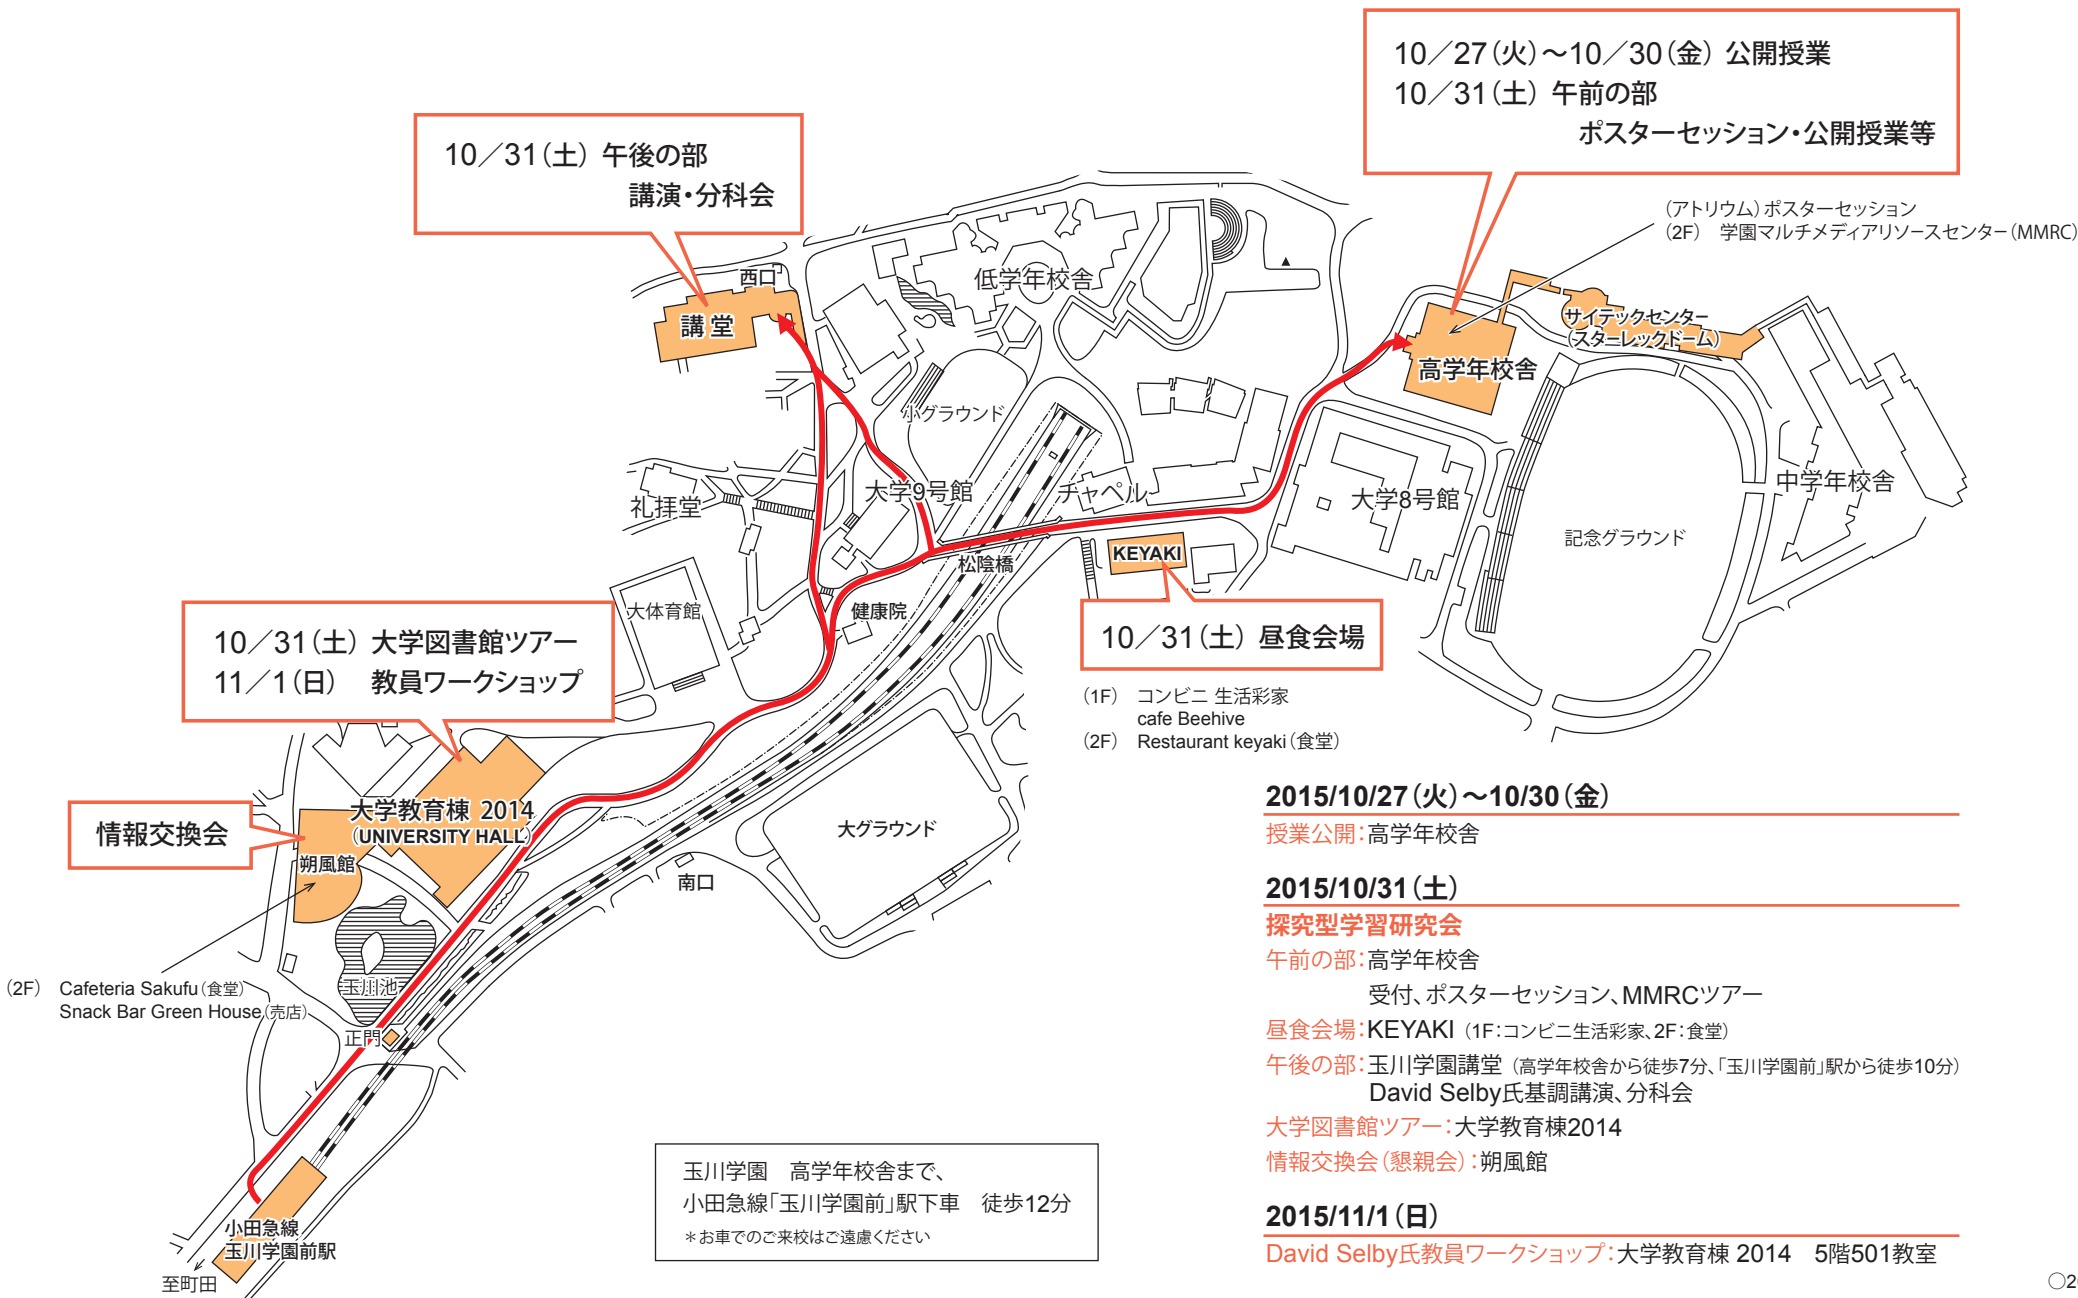 10／27（火）～10／30（金） 公開授業
10／31（土） 午前の部
ポスターセッション・公開授業等
10／31（土） 午後の部
講演・分科会
（アトリウム）ポスターセッション
（2F） 学園マルチメディアリソースセンター（MMRC）
西口
低学年校舎
講 堂
サイテックセンター
（スターレックドーム）
高学年校舎
小グラウンド
大学9号館
チャペル
大学8号館
中学年校舎
礼拝堂
記念グラウンド
KEYAKI
松陰橋
大体育館
健康院
10／31（土） 昼食会場
10／31（土） 大学図書館ツアー
11／1（日） 教員ワークショップ
（1F） コンビニ 生活彩家
cafe Beehive
（2F） Restaurant keyaki（食堂）
情報交換会
大学教育棟 2014
（UNIVERSITY HALL）
朔風館
大グラウンド
南口
（2F） Cafeteria Sakufu（食堂）
Snack Bar Green House（売店）
玉川池
正門
小田急線
玉川学園前駅
至町田
玉川学園 高学年校舎まで、
小田急線「玉川学園前」駅下車 徒歩12分
＊お車でのご来校はご遠慮ください
2015/10/27（火）～10/30（金）
授業公開：高学年校舎
2015/10/31（土）
探究型学習研究会
午前の部：高学年校舎
受付、ポスターセッション、MMRCツアー
昼食会場：KEYAKI （1F：コンビニ生活彩家、2F：食堂）
午後の部：玉川学園講堂 （高学年校舎から徒歩7分、「玉川学園前」駅から徒歩10分）
David Selby氏基調講演、分科会
大学図書館ツアー：大学教育棟2014
情報交換会（懇親会）：朔風館
2015/11/1（日）
David Selby氏教員ワークショップ：大学教育棟 2014 5階501教室